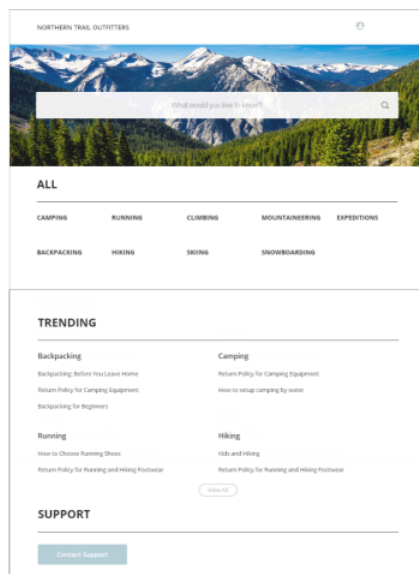 NORTHERN TRAIL OUTFITTERS
What would you like to know?
ALL
CAMPING RUNNING CLIMBING MOUNTAINEERING EXPEDITIONS
BACKPACKING HIKING SKIING SNOWBOARDING
TRENDING
Backpacking Camping
Backpacking: Before You Leave Home Return Policy for Camping Equipment
Return Policy for Camping Equipment How to setup camping by water
Backpacking for Beginners
Running Hiking
How to Choose Running Shoes Kids and Hiking
Return Policy for Running and Hiking Footwear Return Policy for Running and Hiking Footwear
View All
SUPPORT
Contact Support